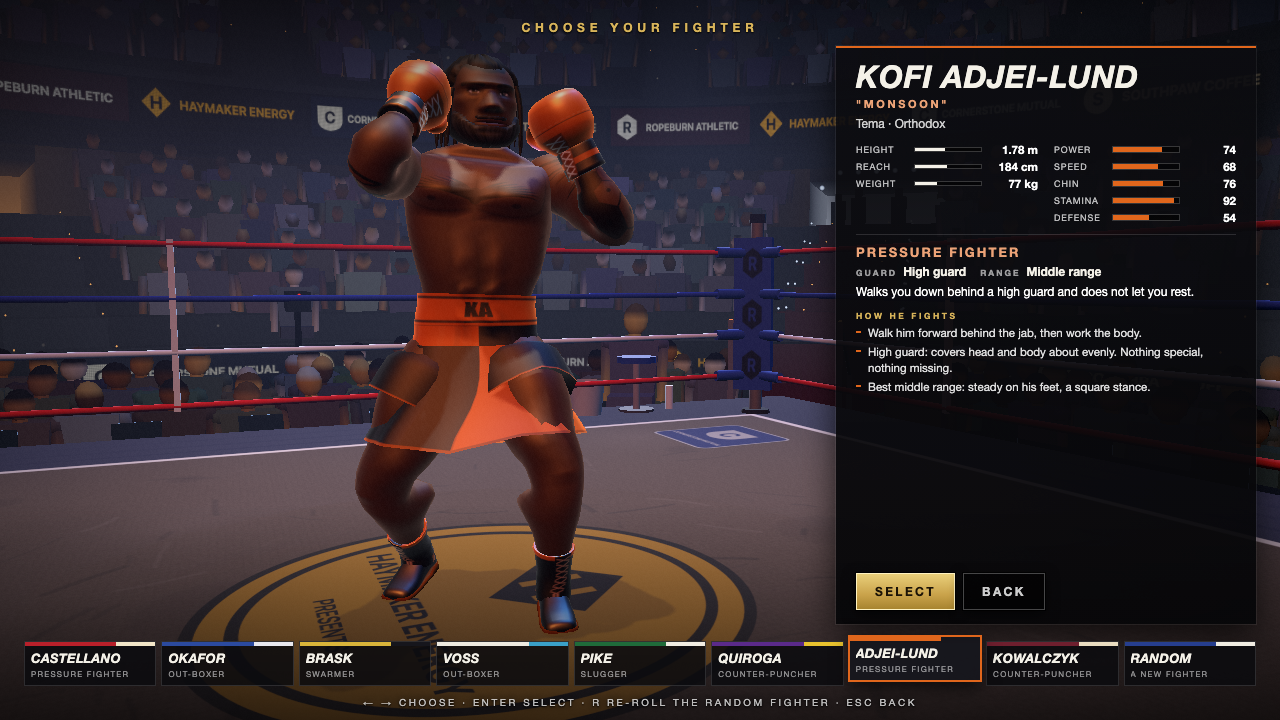 CHOOSE YOUR FIGHTER
ROPEBURN ATHLETIC
H HAYMAKER ENERGY
C
R ROPEBURN ATHLETIC
H
KOFI ADJEI-LUND
"MONSOON"
Tema · Orthodox
HEIGHT 1.78 m
REACH 184 cm
WEIGHT 77 kg
POWER 74
SPEED 68
CHIN 76
STAMINA 92
DEFENSE 54
PRESSURE FIGHTER
GUARD High guard RANGE Middle range
Walks you down behind a high guard and does not let you rest.
HOW HE FIGHTS
- Walk him forward behind the jab, then work the body.
- High guard: covers head and body about evenly. Nothing special,
nothing missing.
- Best middle range: steady on his feet, a square stance.
KA
R
R
R
SELECT
BACK
CASTELLANO
PRESSURE FIGHTER
OKAFOR
OUT-BOXER
BRASK
SWARMER
VOSS
OUT-BOXER
PIKE
SLUGGER
QUIROGA
COUNTER-PUNCHER
ADJEI-LUND
PRESSURE FIGHTER
KOWALCZYK
COUNTER-PUNCHER
RANDOM
A NEW FIGHTER
← → CHOOSE · ENTER SELECT · R RE-ROLL THE RANDOM FIGHTER · ESC BACK